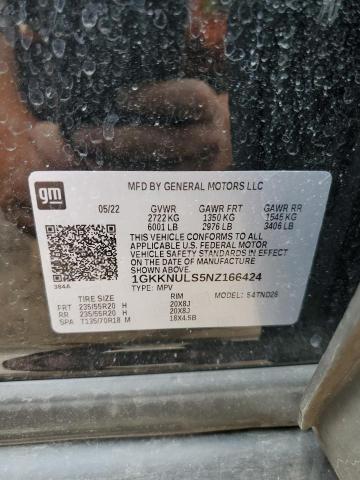 gm
MFD BY GENERAL MOTORS LLC
05/22 GVWR GAWR FRT GAWR RR
2722 KG 1350 KG 1545 KG
6001 LB 2976 LB 3406 LB
THIS VEHICLE CONFORMS TO ALL
APPLICABLE U.S. FEDERAL MOTOR
VEHICLE SAFETY STANDARDS IN EFFECT
ON THE DATE OF MANUFACTURE
SHOWN ABOVE.
384A 1GKKNULS5NZ166424
TYPE: MPV
TIRE SIZE RIM MODEL: 54TND26
FRT 235/55R20 H 20X8J
RR 235/55R20 H 20X8J
SPA T135/70R18 M 18X4.5B